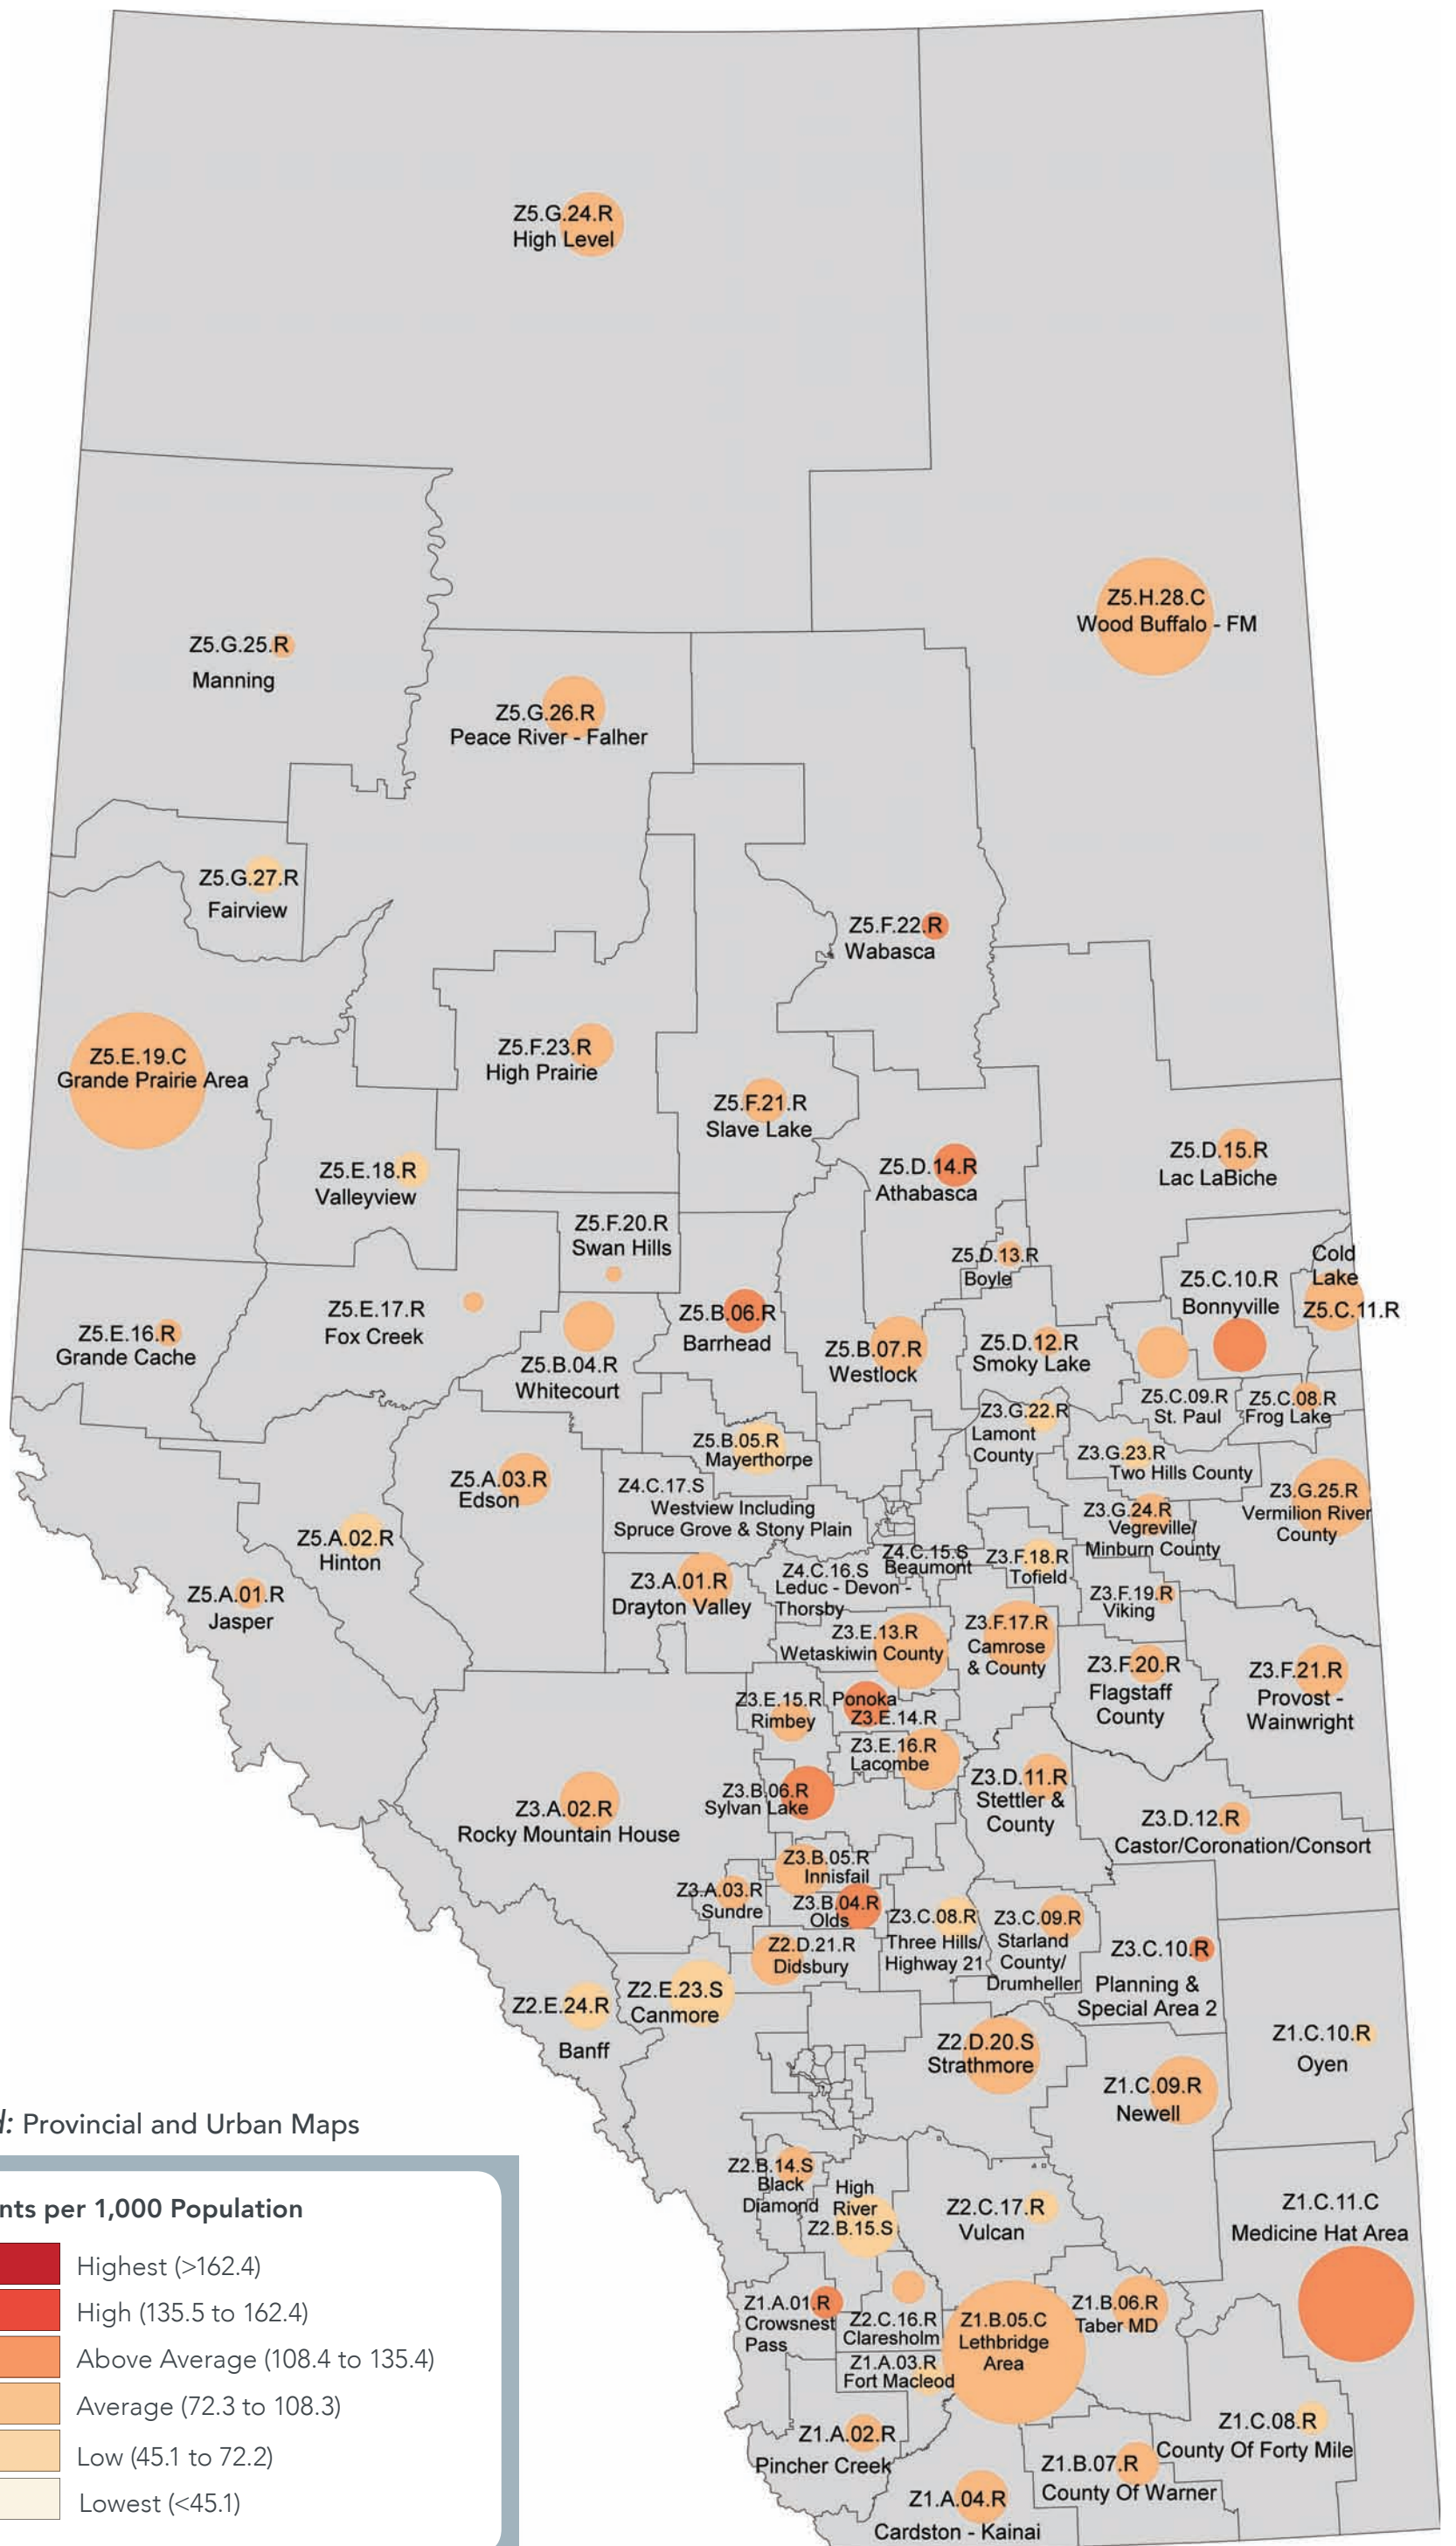 Z5.G.24.R
High Level
Z5.H.28.C
Wood Buffalo - FM
Z5.G.25.R
Manning
Z5.G.26.R
Peace River - Falher
Z5.G.27.R
Fairview
Z5.F.22.R
Wabasca
Z5.E.19.C
Grande Prairie Area
Z5.F.23.R
High Prairie
Z5.F.21.R
Slave Lake
Z5.E.18.R
Valleyview
Z5.D.14.R
Athabasca
Z5.D.15.R
Lac LaBiche
Z5.F.20.R
Swan Hills
Z5.D.13.R
Boyle
Z5.C.10.R
Bonnyville
Cold
Lake
Z5.C.11.R
Z5.E.16.R
Grande Cache
Z5.E.17.R
Fox Creek
Z5.B.04.R
Whitecourt
Z5.B.06.R
Barrhead
Z5.B.07.R
Westlock
Z5.D.12.R
Smoky Lake
Z5.C.09.R
St. Paul
Z5.C.08.R
Frog Lake
Z3.G.22.R
Lamont
County
Z5.B.05.R
Mayerthorpe
Z3.G.23.R
Two Hills County
Z5.A.03.R
Edson
Z4.C.17.S
Westview Including
Spruce Grove & Stony Plain
Z3.G.24.R
Vegreville/
Minburn County
Z3.G.25.R
Vermilion River
County
Z5.A.02.R
Hinton
Z4.C.15.S
Beaumont
Z3.F.18.R
Tofield
Z5.A.01.R
Jasper
Z3.A.01.R
Drayton Valley
Z4.C.16.S
Leduc - Devon -
Thorsby
Z3.F.19.R
Viking
Z3.E.13.R
Wetaskiwin County
Z3.F.17.R
Camrose
& County
Z3.F.20.R
Flagstaff
County
Z3.F.21.R
Provost -
Wainwright
Z3.E.15.R
Rimbey
Ponoka
Z3.E.14.R
Z3.E.16.R
Lacombe
Z3.B.06.R
Sylvan Lake
Z3.D.11.R
Stettler &
County
Z3.A.02.R
Rocky Mountain House
Z3.D.12.R
Castor/Coronation/Consort
Z3.B.05.R
Innisfail
Z3.A.03.R
Sundre
Z3.B.04.R
Olds
Z3.C.08.R
Three Hills/
Highway 21
Z3.C.09.R
Starland
County/
Drumheller
Z2.D.21.R
Didsbury
Z3.C.10.R
Planning &
Special Area 2
Z2.E.24.R
Banff
Z2.E.23.S
Canmore
Z2.D.20.S
Strathmore
Z1.C.10.R
Oyen
Z1.C.09.R
Newell
Provincial and Urban Maps
Z2.B.14.S
Black
Diamond
High
River
Z2.B.15.S
Z2.C.17.R
Vulcan
Z1.C.11.C
Medicine Hat Area
per 1,000 Population
Highest (>162.4)
High (135.5 to 162.4)
Above Average (108.4 to 135.4)
Average (72.3 to 108.3)
Low (45.1 to 72.2)
Lowest (<45.1)
Z1.A.01.R
Crowsnest
Pass
Z2.C.16.R
Claresholm
Z1.B.05.C
Lethbridge
Area
Z1.B.06.R
Taber MD
Z1.A.03.R
Fort Macleod
Z1.A.02.R
Pincher Creek
Z1.C.08.R
County Of Forty Mile
Z1.B.07.R
County Of Warner
Z1.A.04.R
Cardston - Kainai